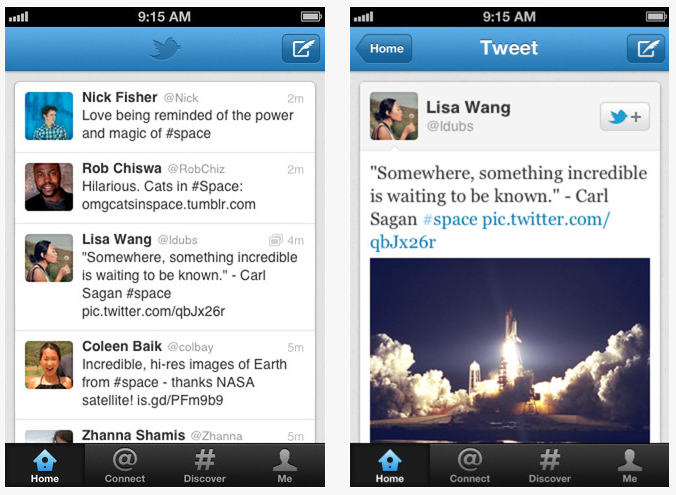 9:15 AM
Nick Fisher @Nick 2m
Love being reminded of the power
and magic of #space
Rob Chiswa @RobChiz 2m
Hilarious. Cats in #Space:
omgcatsinspace.tumblr.com
Lisa Wang @ldubs 4m
"Somewhere, something incredible
is waiting to be known." - Carl
Sagan #space
pic.twitter.com/qbJx26r
Coleen Baik @colbay 5m
Incredible, hi-res images of Earth
from #space - thanks NASA
satellite! is.gd/PFm9b9
Zhanna Shamis @Zhanna 5m
Home @ Connect # Discover Me
9:15 AM
Home Tweet
Lisa Wang
@ldubs
+
"Somewhere, something incredible
is waiting to be known." - Carl
Sagan #space pic.twitter.com/
qbJx26r
Home @ Connect # Discover Me